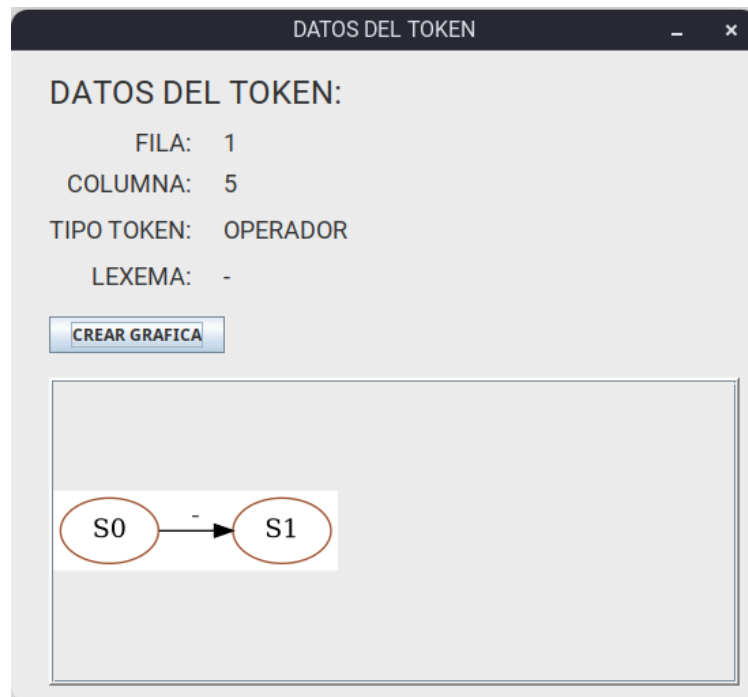 DATOS DEL TOKEN
DATOS DEL TOKEN:
FILA: 1
COLUMNA: 5
TIPO TOKEN: OPERADOR
LEXEMA: -
CREAR GRAFICA
S0 - S1